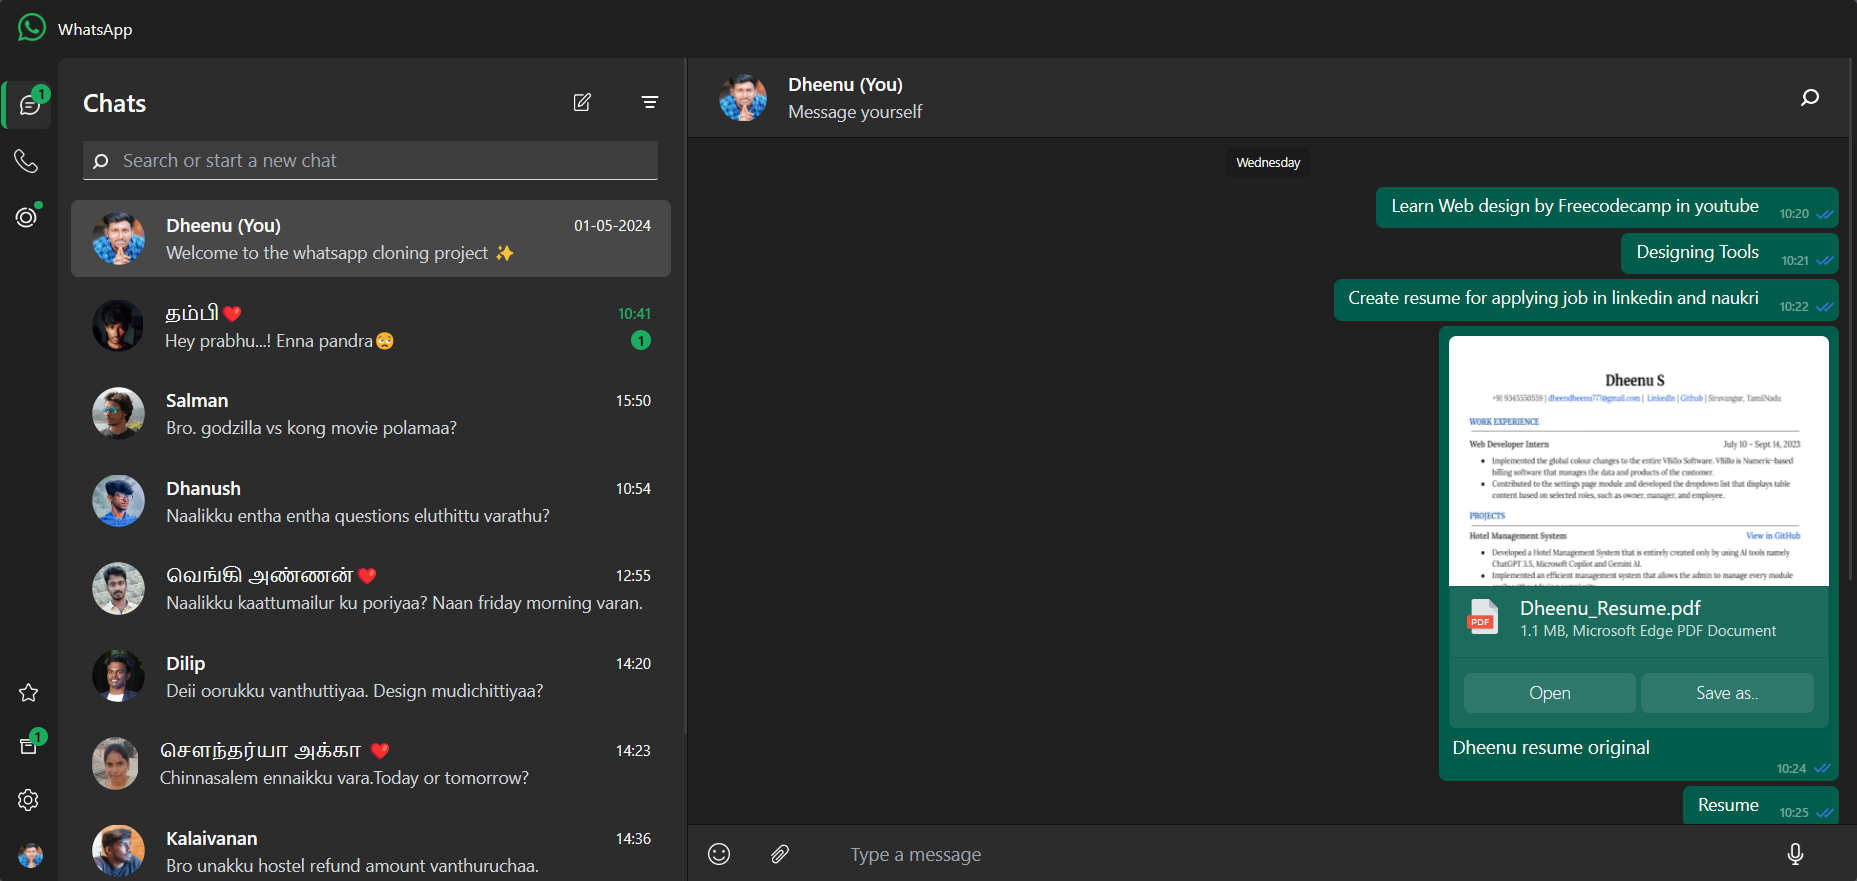 WhatsApp
1
Chats
Search or start a new chat
Dheenu (You)
01-05-2024
Welcome to the whatsapp cloning project ✨
தம்பி❤️
10:41
Hey prabhu...! Enna pandra😩
1
Salman
15:50
Bro. godzilla vs kong movie polamaa?
Dhanush
10:54
Naalikku entha entha questions eluthittu varathu?
வெங்கி அண்ணன்❤️
12:55
Naalikku kaattumailur ku poriyaa? Naan friday morning varan.
Dilip
14:20
Deii oorukku vanthuttiyaa. Design mudichittiyaa?
சௌந்தர்யா அக்கா ❤️
14:23
Chinnasalem ennaikku vara.Today or tomorrow?
Kalaivanan
14:36
Bro unakku hostel refund amount vanthuruchaa.
1
Dheenu (You)
Message yourself
Wednesday
Learn Web design by Freecodecamp in youtube 10:20
Designing Tools 10:21
Create resume for applying job in linkedin and naukri 10:22
Dheenu S
+91 9345550559 | dheendheenu777@gmail.com | LinkedIn | Github | Siruvangur, TamilNadu
WORK EXPERIENCE
Web Developer Intern July 10 - Sept 14, 2023
• Implemented the global colour changes to the entire VBillo Software. VBillo is Numeric-based
billing software that manages the data and products of the customer.
• Contributed to the settings page module and developed the dropdown list that displays table
content based on selected roles, such as owner, manager, and employee.
PROJECTS
Hotel Management System View in GitHub
• Developed a Hotel Management System that is entirely created only by using AI tools namely
ChatGPT 3.5, Microsoft Copilot and Gemini AI.
• Implemented an efficient management system that allows the admin to manage every module
PDF
Dheenu_Resume.pdf
1.1 MB, Microsoft Edge PDF Document
Open
Save as..
Dheenu resume original
10:24
Resume 10:25
Type a message